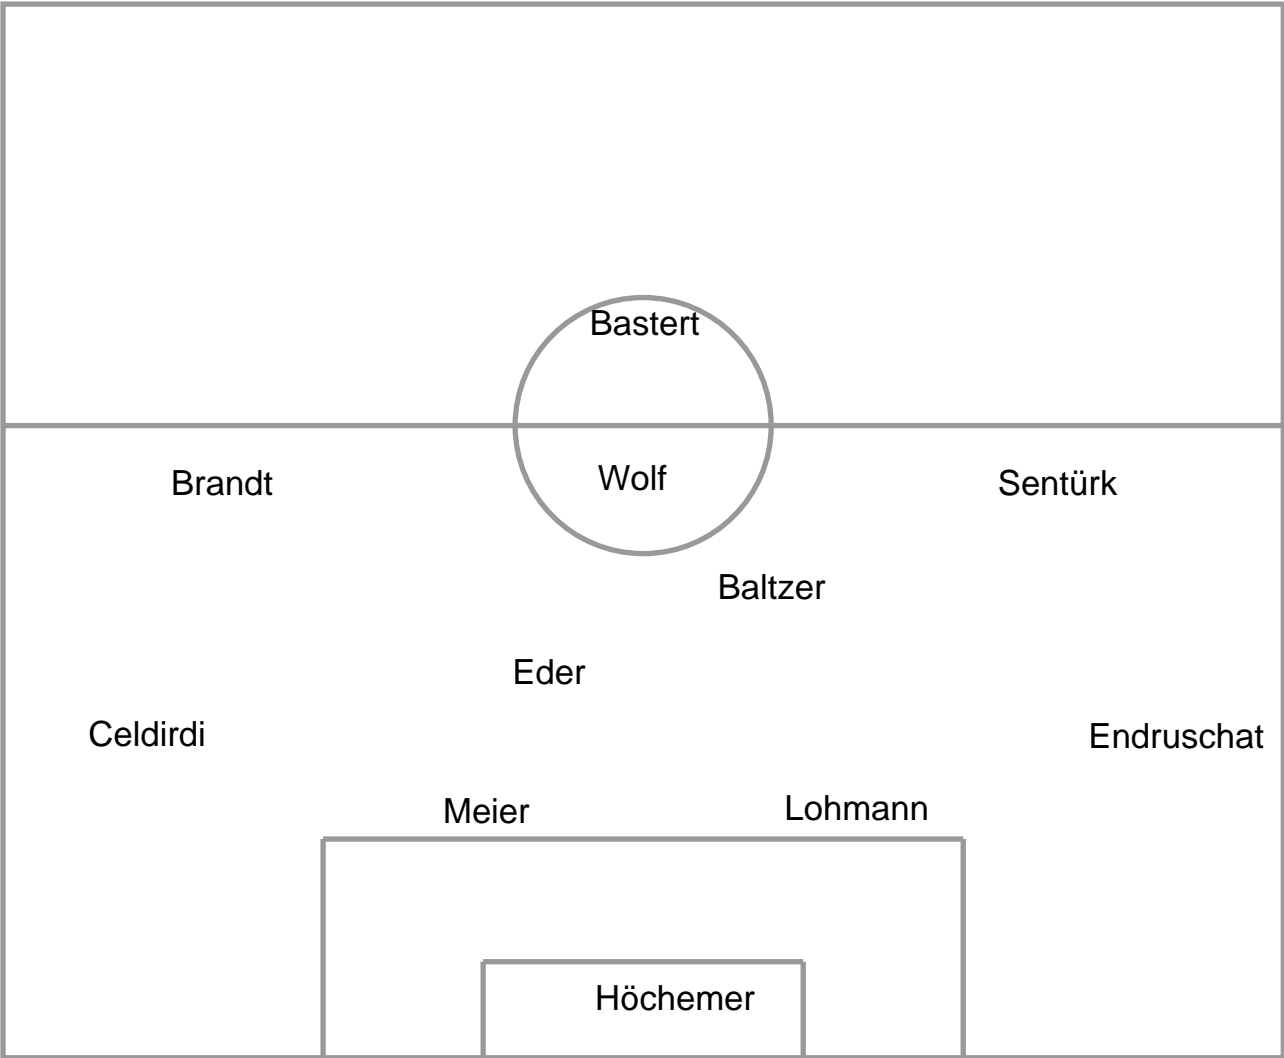 Bastert
Brandt
Wolf
Sentürk
Baltzer
Eder
Celdirdi
Endruschat
Meier
Lohmann
Höchemer